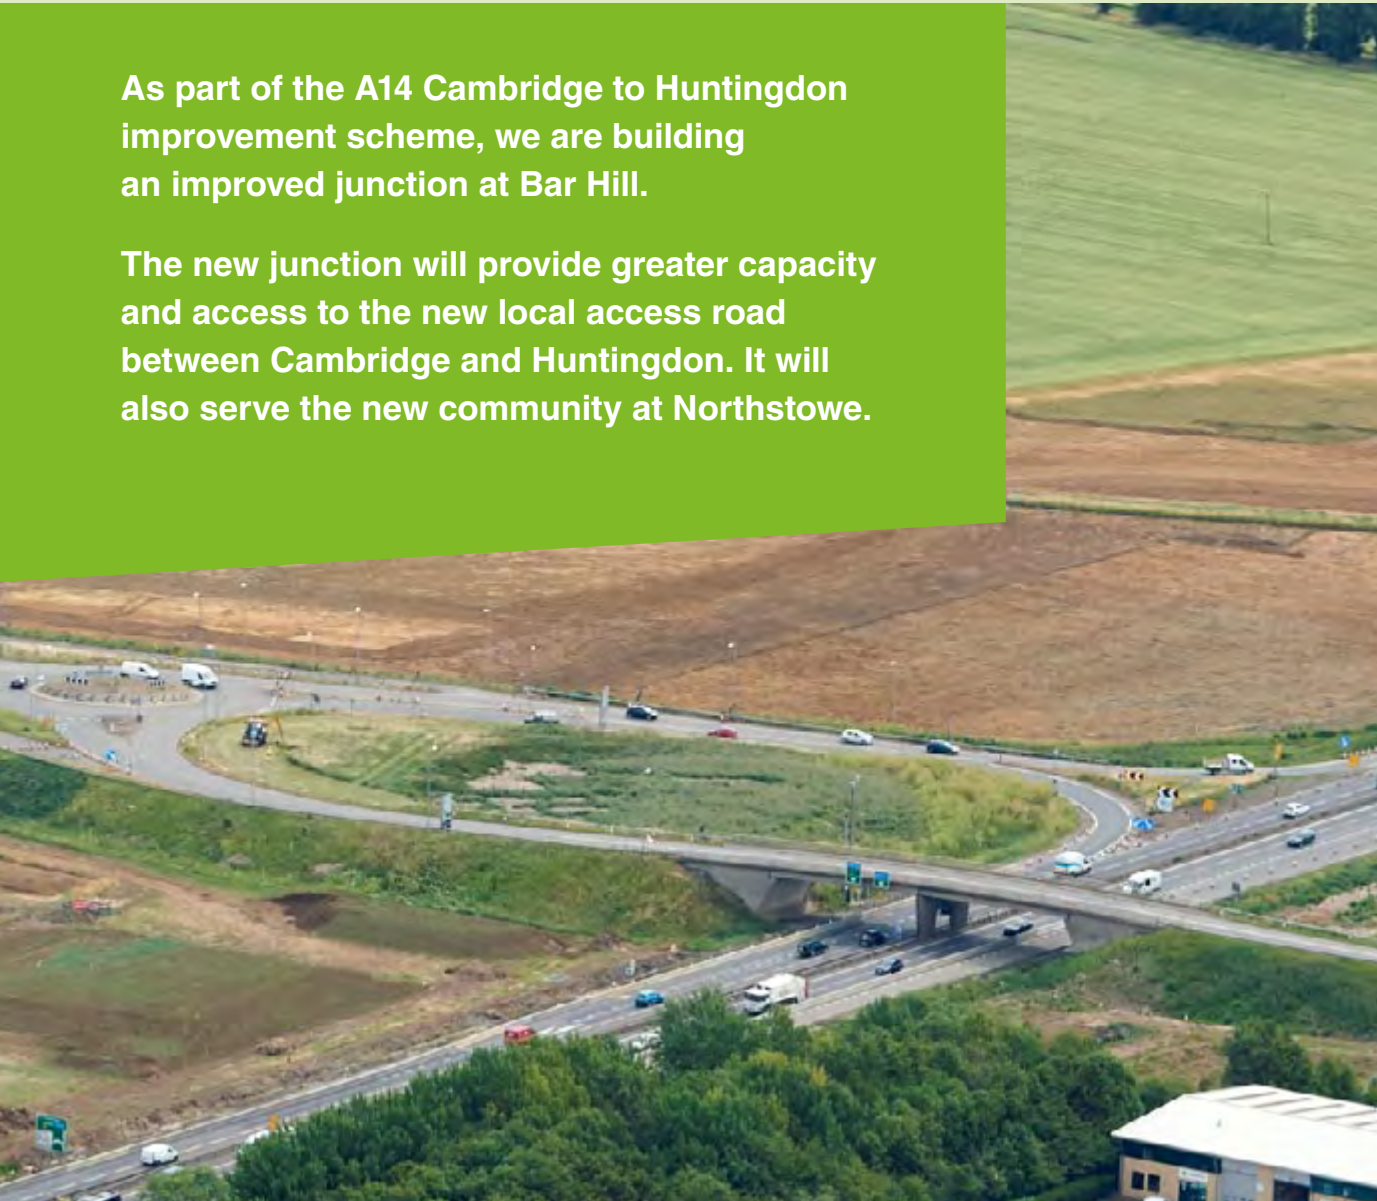 As part of the A14 Cambridge to Huntingdon
improvement scheme, we are building
an improved junction at Bar Hill.
The new junction will provide greater capacity
and access to the new local access road
between Cambridge and Huntingdon. It will
also serve the new community at Northstowe.